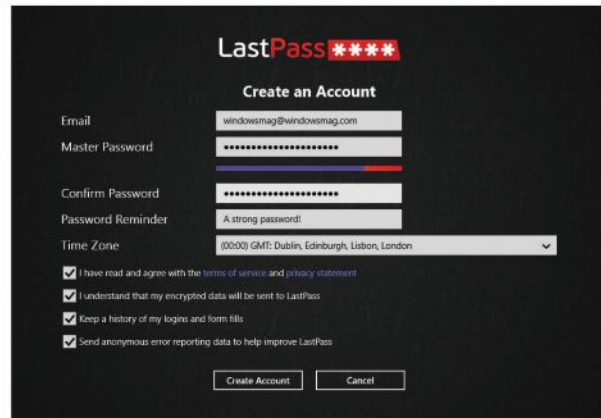 LastPass ****
Create an Account
Email windowsmag@windowsmag.com
Master Password ••••••••••••••••••••••
Confirm Password ••••••••••••••••••••••
Password Reminder A strong password!
Time Zone (00:00) GMT: Dublin, Edinburgh, Lisbon, London
I have read and agree with the terms of service and privacy statement
I understand that my encrypted data will be sent to LastPass
Keep a history of my logins and form fills
Send anonymous error reporting data to help improve LastPass
Create Account Cancel